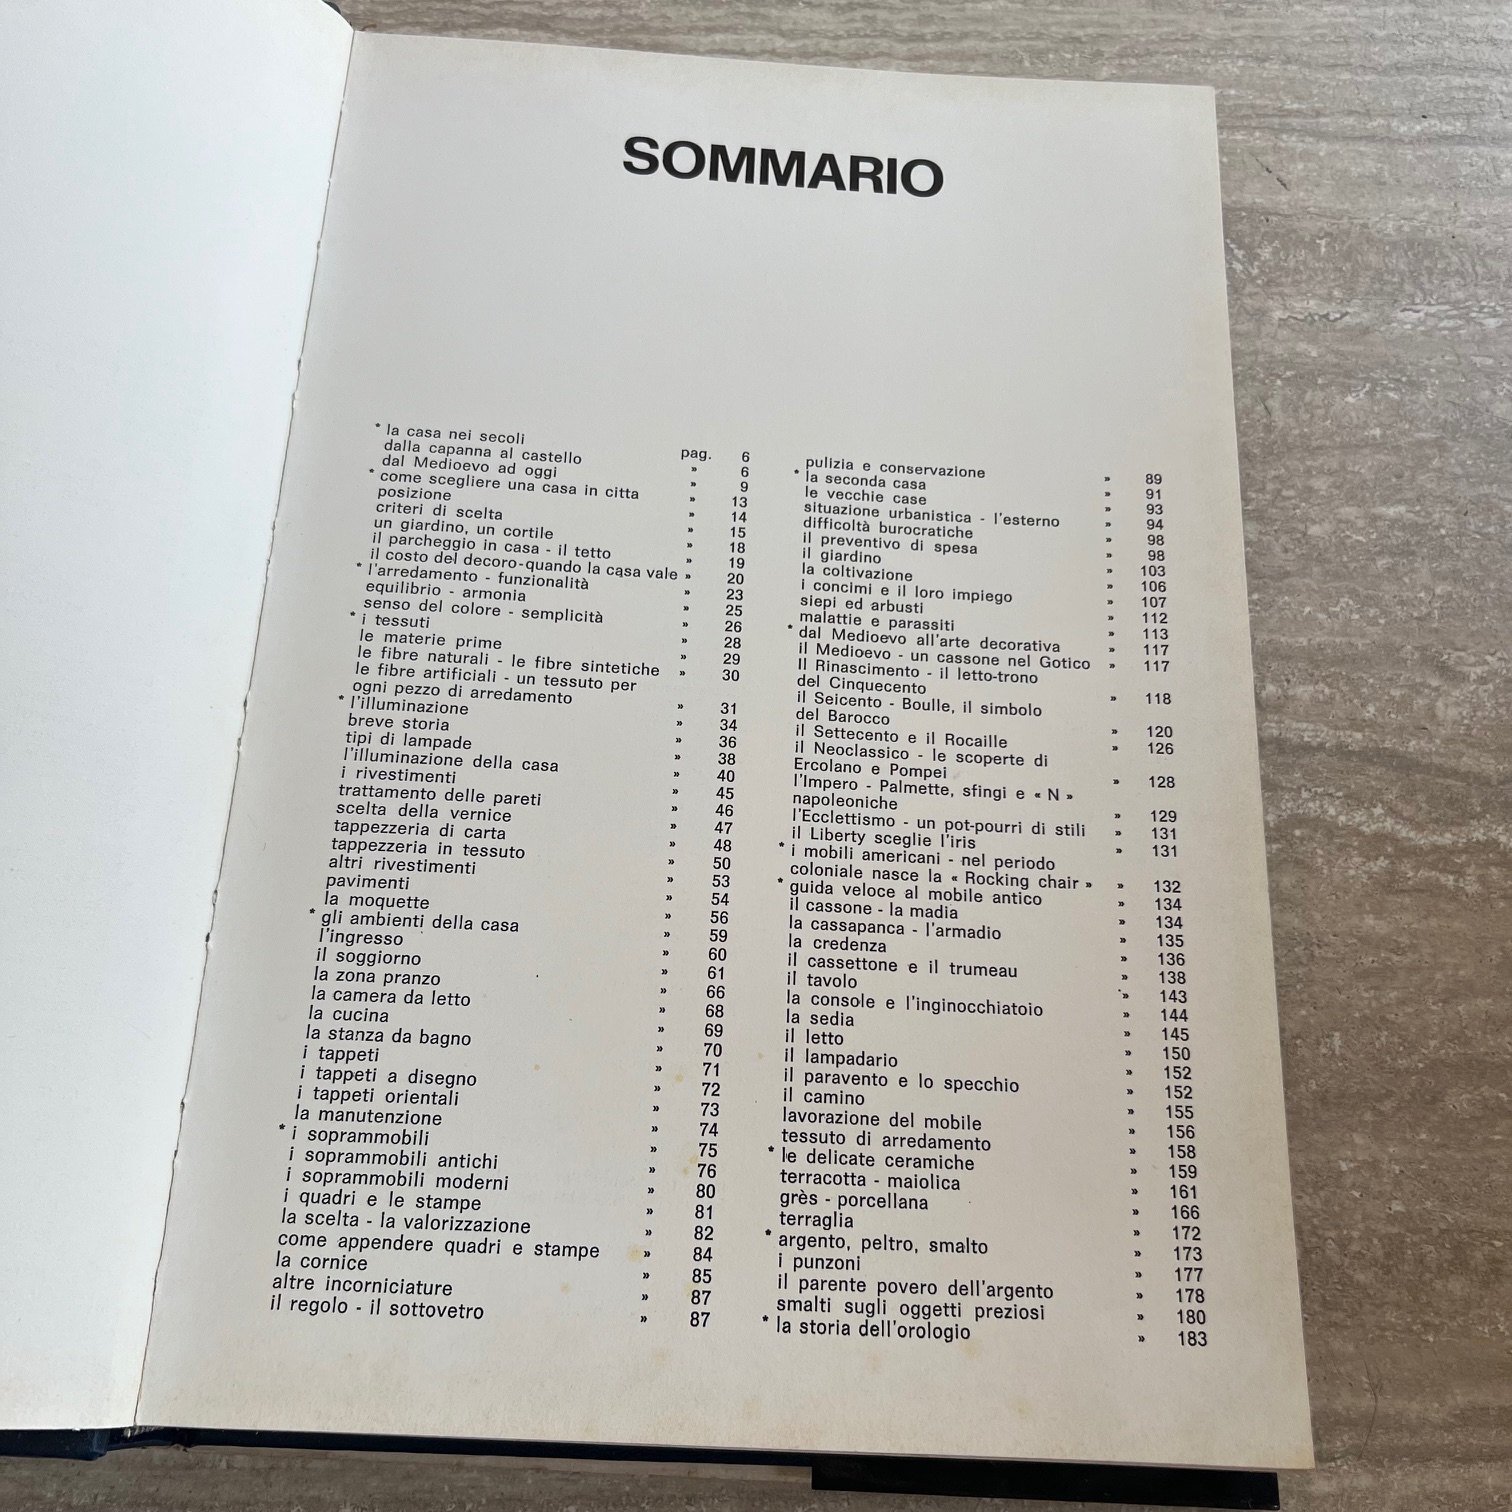 SOMMARIO
* la casa nei secoli pag. 6
dalla capanna al castello » 6
dal Medioevo ad oggi » 9
* come scegliere una casa in citta » 13
posizione » 14
criteri di scelta » 15
un giardino, un cortile » 18
il parcheggio in casa - il tetto » 19
il costo del decoro-quando la casa vale » 20
* l'arredamento - funzionalità » 23
equilibrio - armonia » 25
senso del colore - semplicità » 26
* i tessuti » 28
le materie prime » 29
le fibre naturali - le fibre sintetiche » 30
le fibre artificiali - un tessuto per
ogni pezzo di arredamento » 31
* l'illuminazione » 34
breve storia » 36
tipi di lampade » 38
l'illuminazione della casa » 40
i rivestimenti » 45
trattamento delle pareti » 46
scelta della vernice » 47
tappezzeria di carta » 48
tappezzeria in tessuto » 50
altri rivestimenti » 53
pavimenti » 54
la moquette » 56
* gli ambienti della casa » 59
l'ingresso » 60
il soggiorno » 61
la zona pranzo » 66
la camera da letto » 68
la cucina » 69
la stanza da bagno » 70
i tappeti » 71
i tappeti a disegno » 72
i tappeti orientali » 73
la manutenzione » 74
* i soprammobili » 75
i soprammobili antichi » 76
i soprammobili moderni » 80
i quadri e le stampe » 81
la scelta - la valorizzazione » 82
come appendere quadri e stampe » 84
la cornice » 85
altre incorniciature » 87
il regolo - il sottovetro » 87
pulizia e conservazione » 89
* la seconda casa » 91
le vecchie case » 93
situazione urbanistica - l'esterno » 94
difficoltà burocratiche » 98
il preventivo di spesa » 98
il giardino » 103
la coltivazione » 106
i concimi e il loro impiego » 107
siepi ed arbusti » 112
malattie e parassiti » 113
* dal Medioevo all'arte decorativa » 117
il Medioevo - un cassone nel Gotico » 117
Il Rinascimento - il letto-trono
del Cinquecento » 118
il Seicento - Boulle, il simbolo
del Barocco » 120
il Settecento e il Rocaille » 126
il Neoclassico - le scoperte di
Ercolano e Pompei » 128
l'Impero - Palmette, sfingi e « N »
napoleoniche » 129
l'Ecclettismo - un pot-pourri di stili » 131
il Liberty sceglie l'iris » 131
* i mobili americani - nel periodo
coloniale nasce la « Rocking chair » » 132
* guida veloce al mobile antico » 134
il cassone - la madia » 134
la cassapanca - l'armadio » 135
la credenza » 136
il cassettone e il trumeau » 138
il tavolo » 143
la console e l'inginocchiatoio » 144
la sedia » 145
il letto » 150
il lampadario » 152
il paravento e lo specchio » 152
il camino » 155
lavorazione del mobile » 156
tessuto di arredamento » 158
* le delicate ceramiche » 159
terracotta - maiolica » 161
grès - porcellana » 166
terraglia » 172
* argento, peltro, smalto » 173
i punzoni » 177
il parente povero dell'argento » 178
smalti sugli oggetti preziosi » 180
* la storia dell'orologio » 183